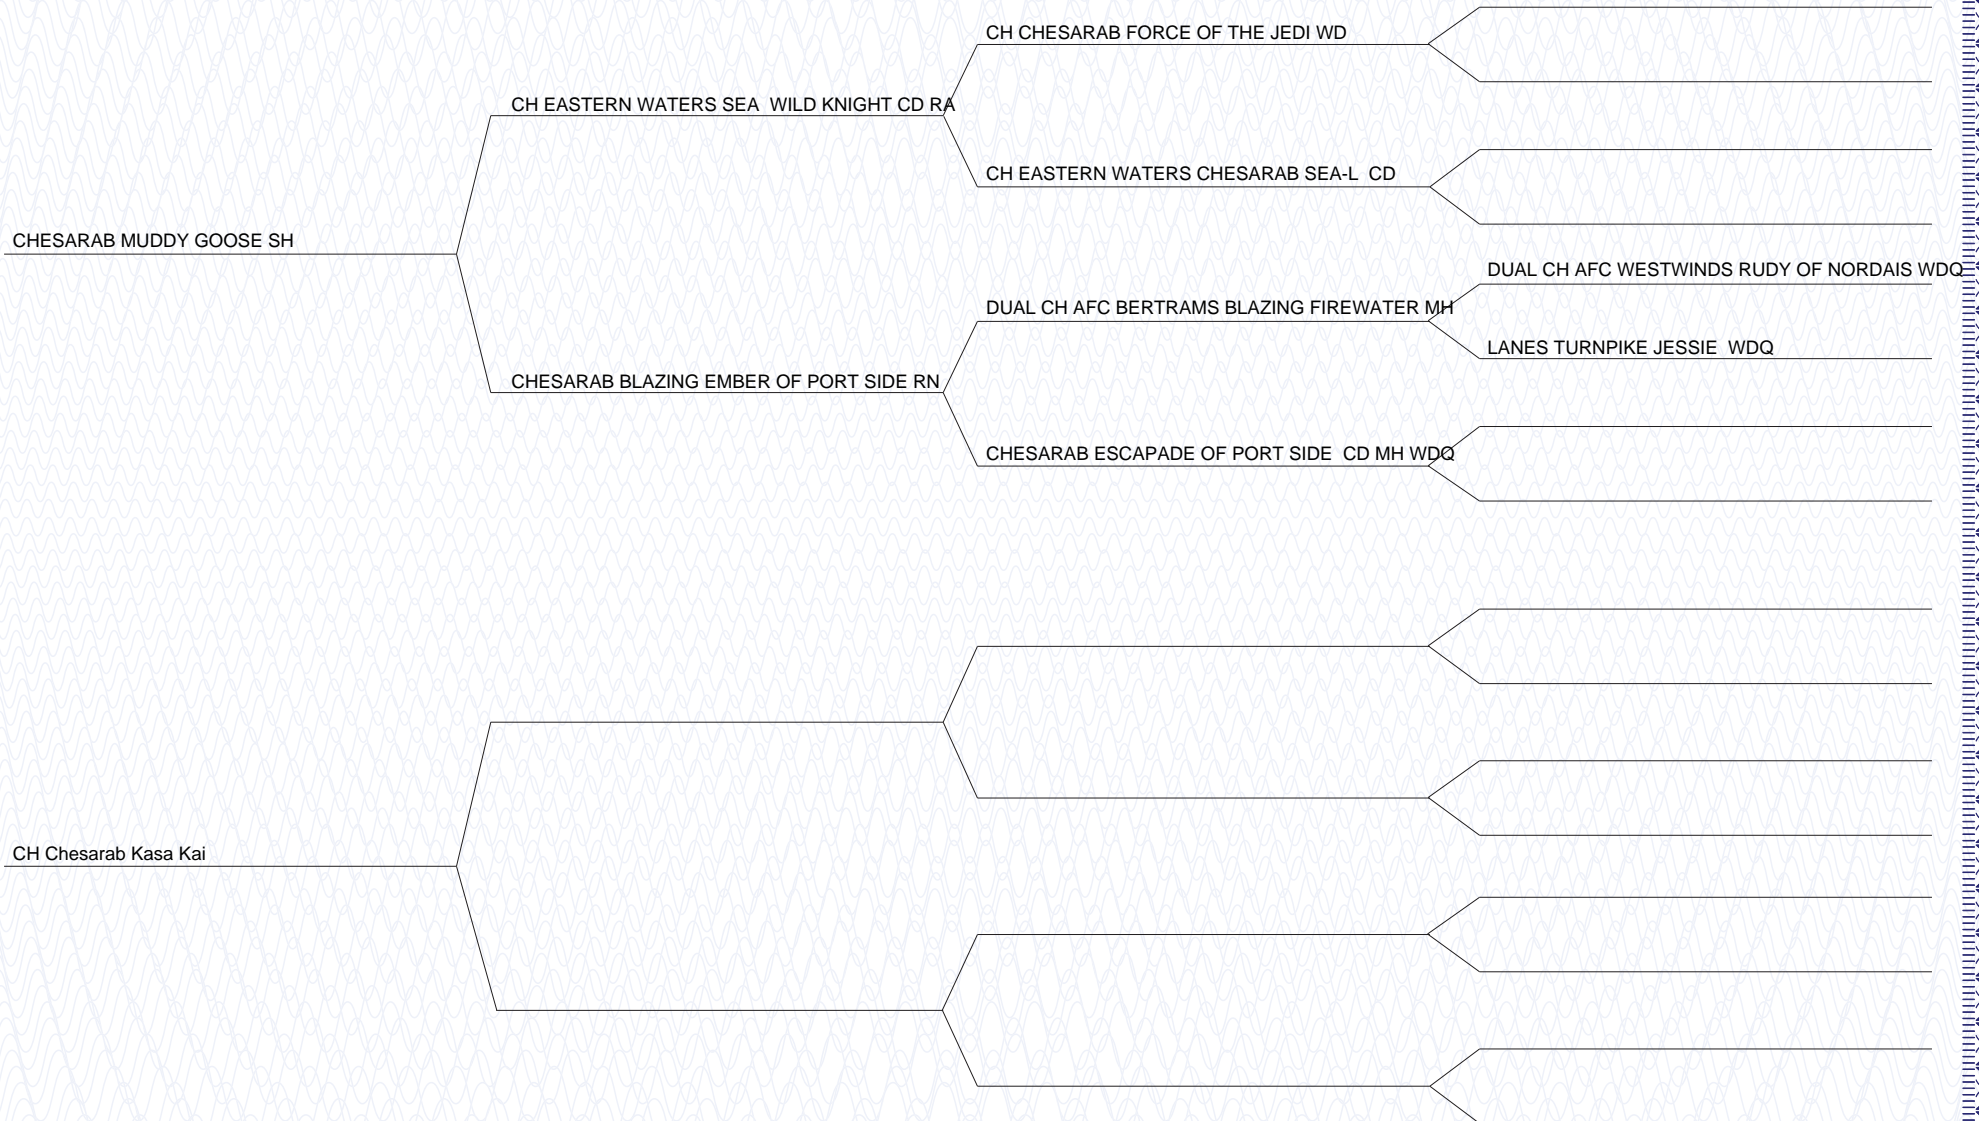 CH CHESARAB FORCE OF THE JEDI WD
CH EASTERN WATERS SEA  WILD KNIGHT CD RA
CH EASTERN WATERS CHESARAB SEA-L  CD
CHESARAB MUDDY GOOSE SH
DUAL CH AFC WESTWINDS RUDY OF NORDAIS WDQ
DUAL CH AFC BERTRAMS BLAZING FIREWATER MH
LANES TURNPIKE JESSIE  WDQ
CHESARAB BLAZING EMBER OF PORT SIDE RN
CHESARAB ESCAPADE OF PORT SIDE  CD MH WDQ
CH Chesarab Kasa Kai